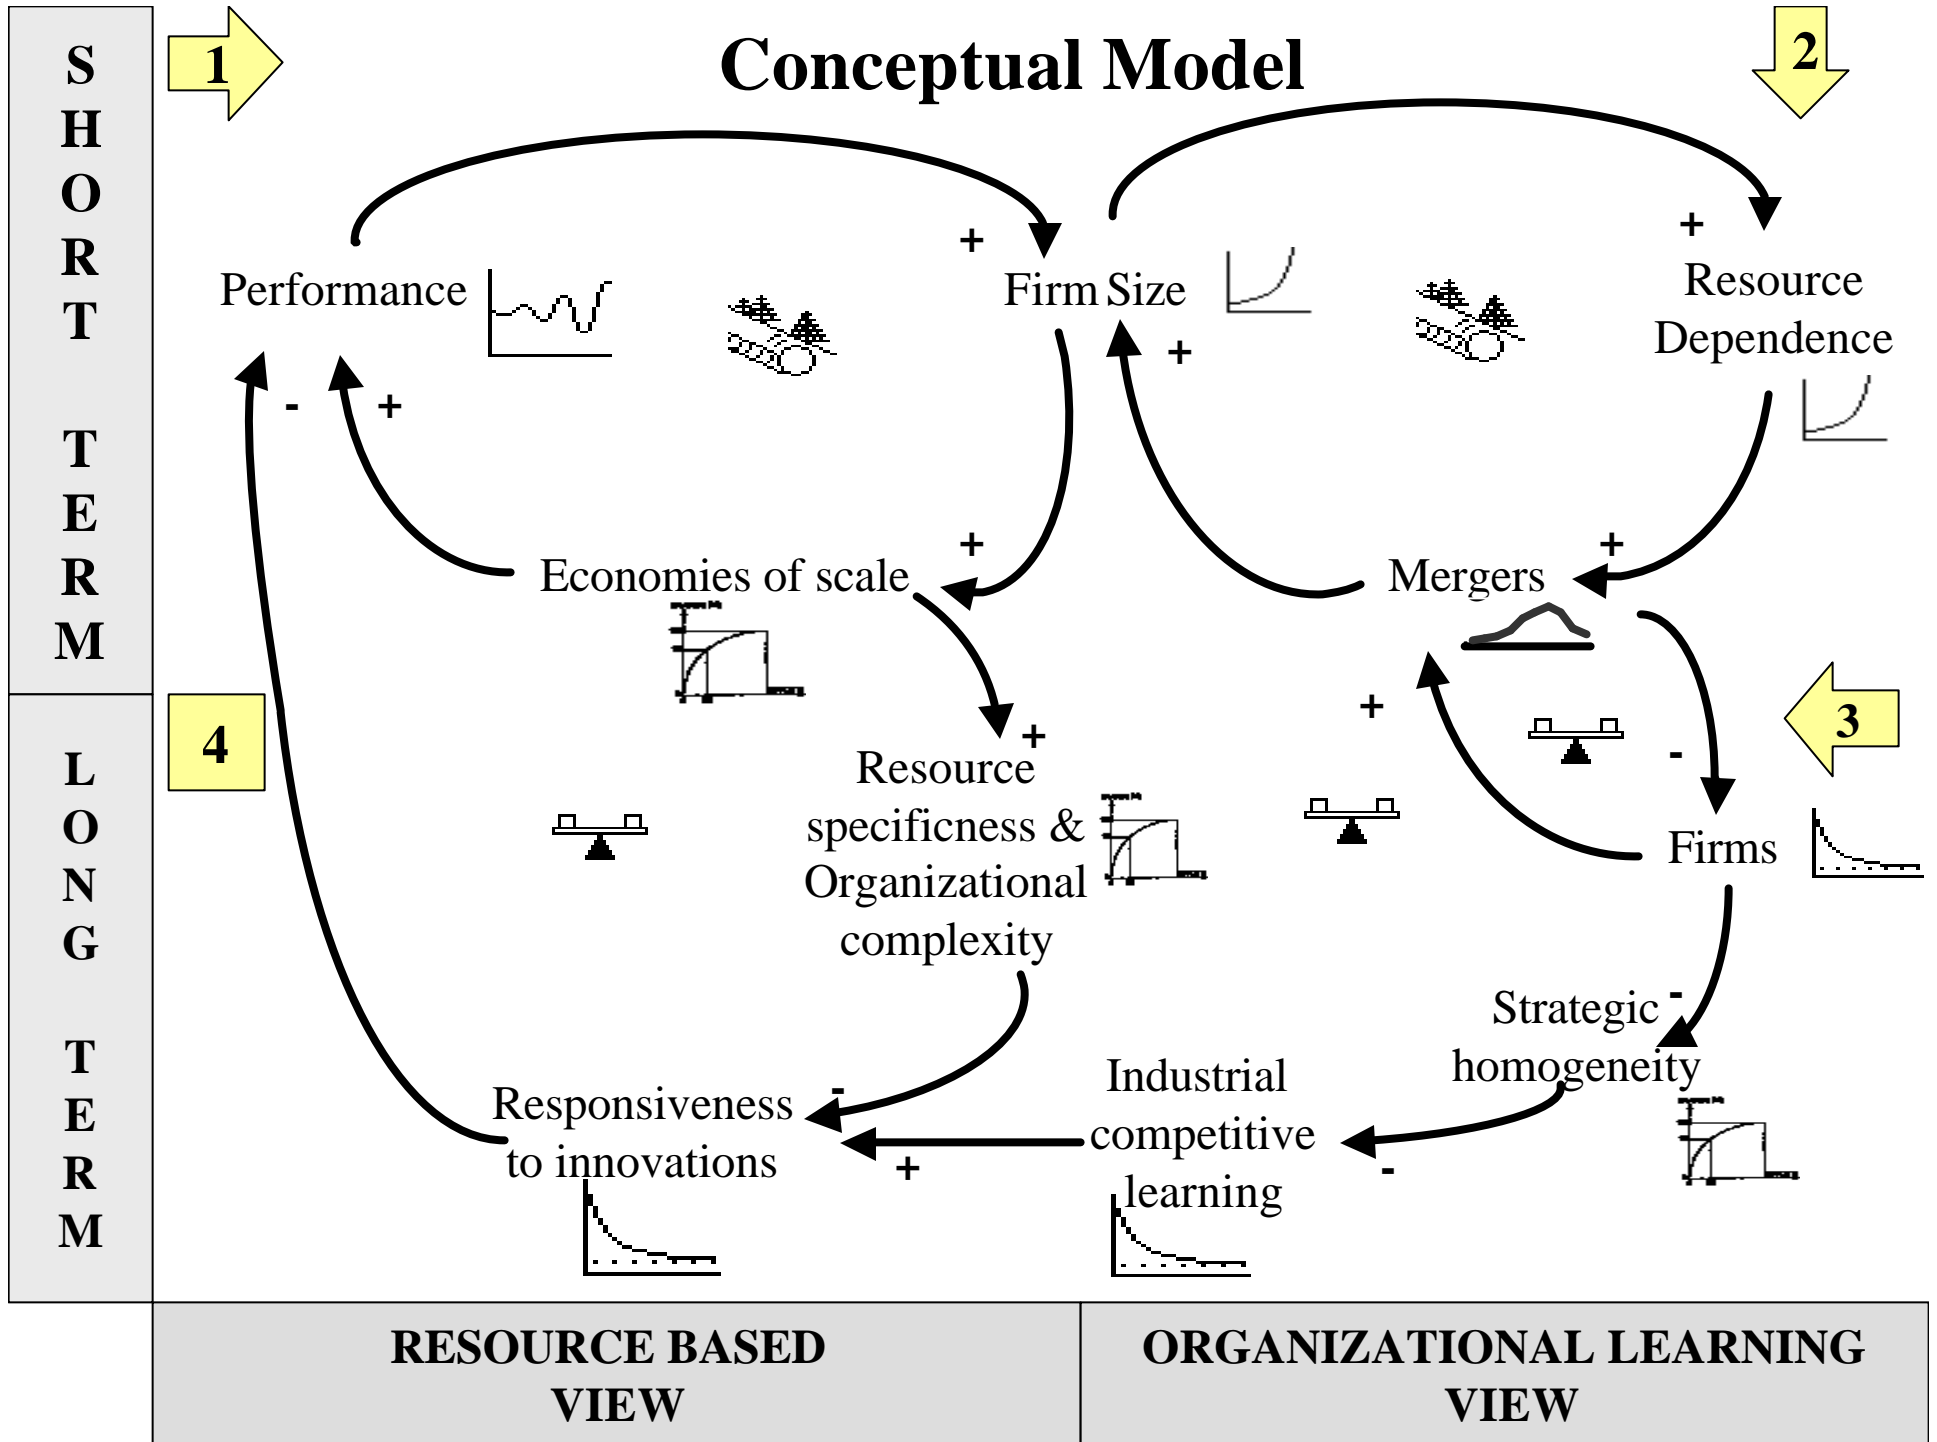 SHORT TERM
1
Conceptual Model
2
+
+
Performance
Firm Size
Resource
Dependence
+
-
+
+
+
Economies of scale
Mergers
+
+
-
LONG TERM
4
3
Resource
specificness &
Organizational
complexity
Firms
-
Strategic
homogeneity
-
Responsiveness
to innovations
Industrial
competitive
learning
+
-
RESOURCE BASED
VIEW
ORGANIZATIONAL LEARNING
VIEW